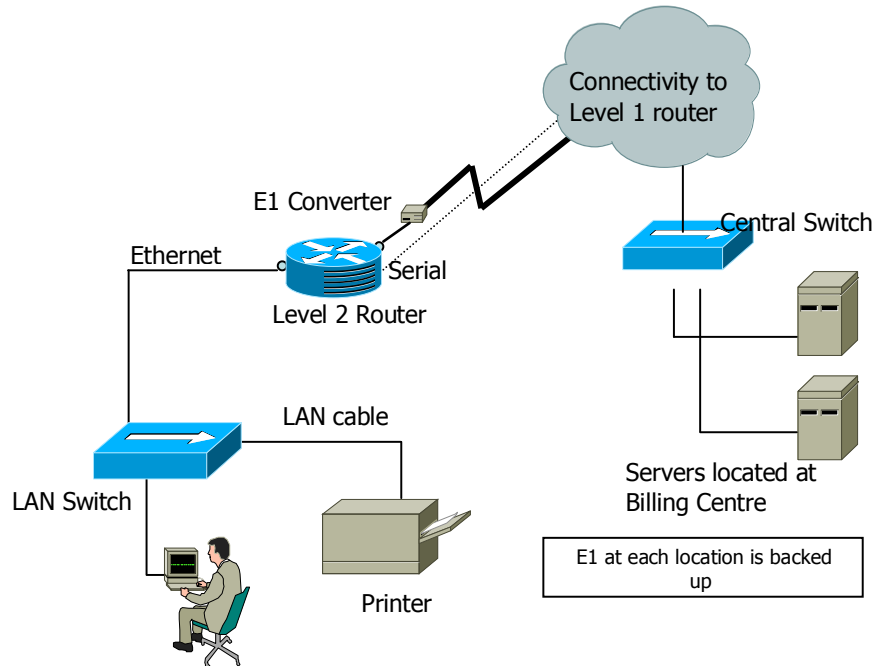 Connectivity to
Level 1 router
E1 Converter
Central Switch
Ethernet
Serial
Level 2 Router
LAN cable
LAN Switch
Servers located at
Billing Centre
E1 at each location is backed
up
Printer